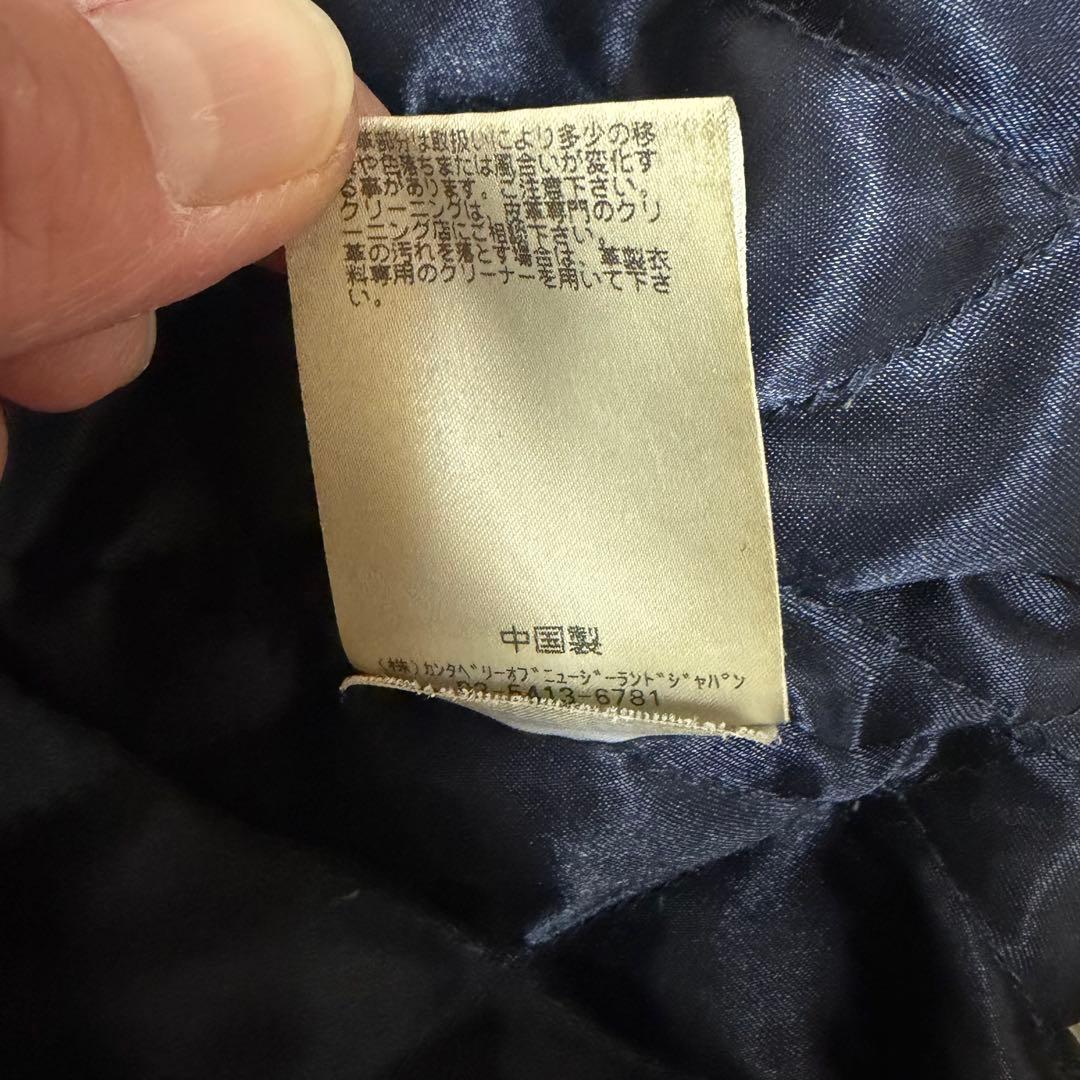 部分は取扱いにより多少の移
や色落ちまたは風合いが変化す
る事があります。ご注意下さい。
クリーニングは 専門のクリ
ーニング店にご相談下さい。
革の汚れを落とす 革製衣
料専用のクリーナーを用いて下さ
い。
中国製
(株)カンタベリーオブニュージーランドジャパン
03-5413-6781